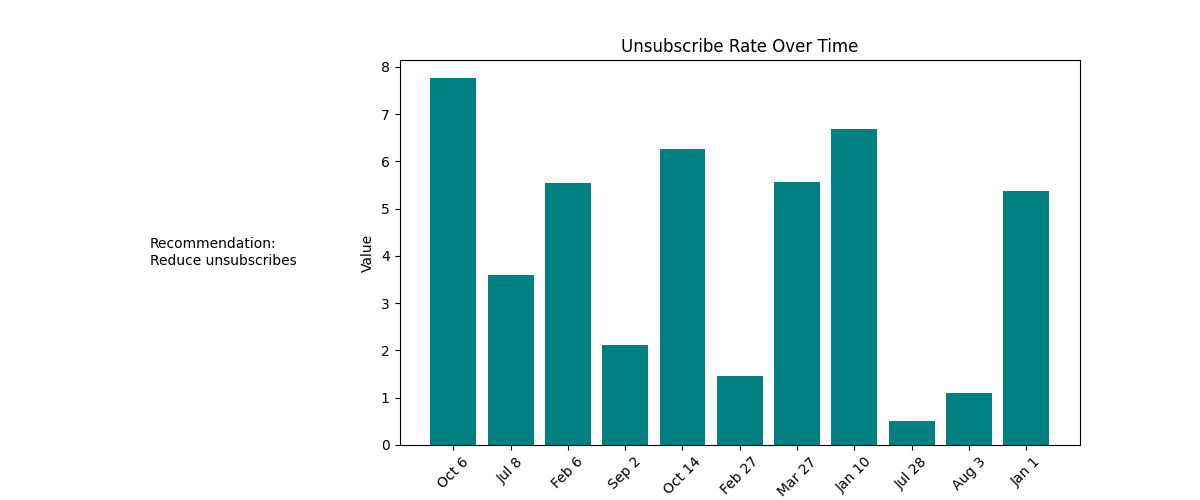 Unsubscribe Rate Over Time
Recommendation:
Reduce unsubscribes
Value
8
7
6
5
4
3
2
1
0
Oct 6
Jul 8
Feb 6
Sep 2
Oct 14
Feb 27
Mar 27
Jan 10
Jul 28
Aug 3
Jan 1